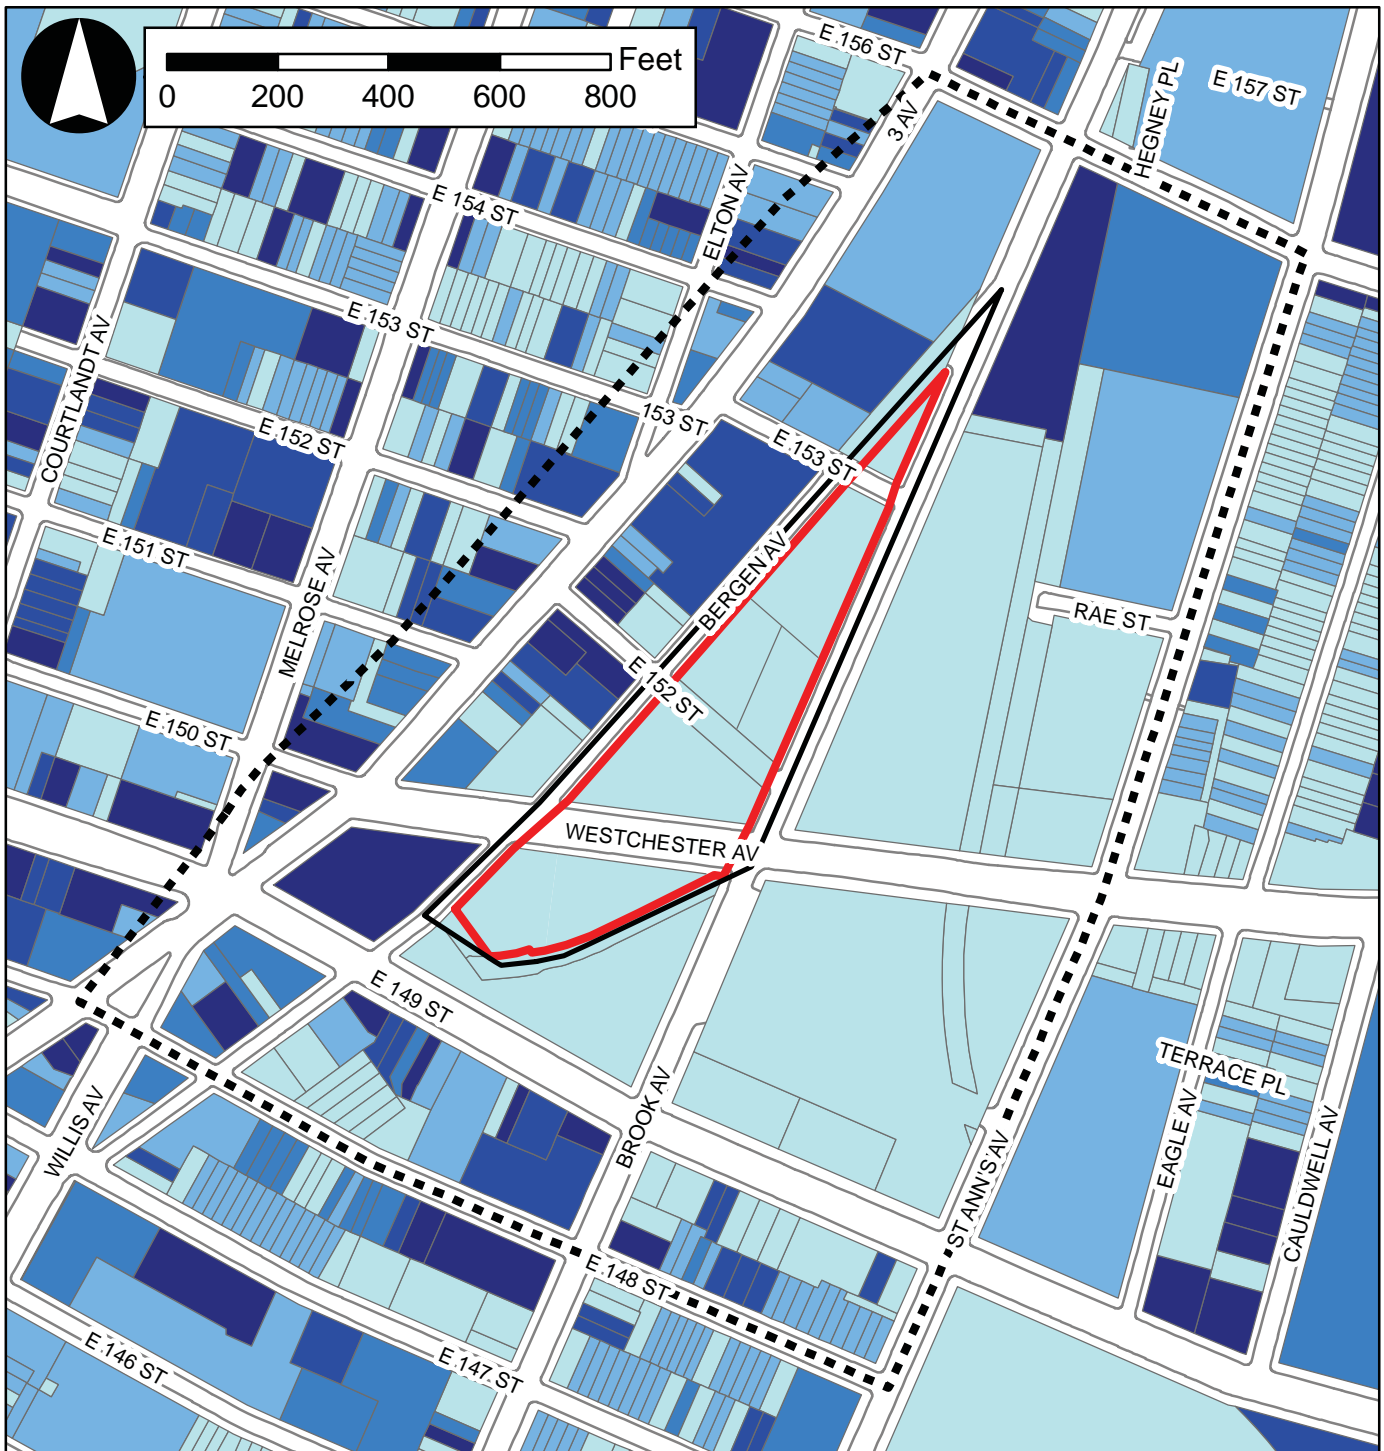 E 156 ST
Feet
0 200 400 600 800
E 157 ST
HEGNEY PL
3 AV
E 154 ST
ELTON AV
E 153 ST
COURTLANDT AV
153 ST
E 153 ST
E 152 ST
E 151 ST
BERGEN AV
MELROSE AV
RAE ST
E 152 ST
E 150 ST
WESTCHESTER AV
E 149 ST
TERRACE PL
WILLIS AV
BROOK AV
EAGLE AV
ST ANN'S AV
CAULDWELL AV
E 148 ST
E 146 ST
E 147 ST